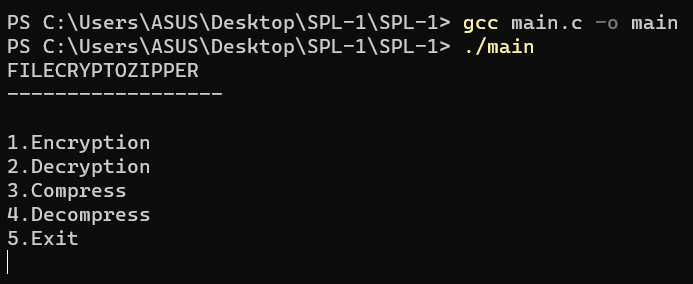 PS C:\Users\ASUS\Desktop\SPL-1\SPL-1> gcc main.c -o main
PS C:\Users\ASUS\Desktop\SPL-1\SPL-1> ./main
FILECRYPTOZIPPER
------------------
1.Encryption
2.Decryption
3.Compress
4.Decompress
5.Exit